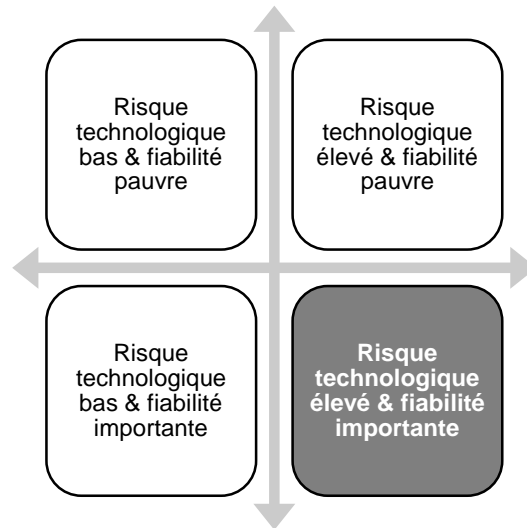 Risque
technologique
bas & fiabilité
pauvre
Risque
technologique
élevé & fiabilité
pauvre
Risque
technologique
bas & fiabilité
importante
Risque
technologique
élevé & fiabilité
importante